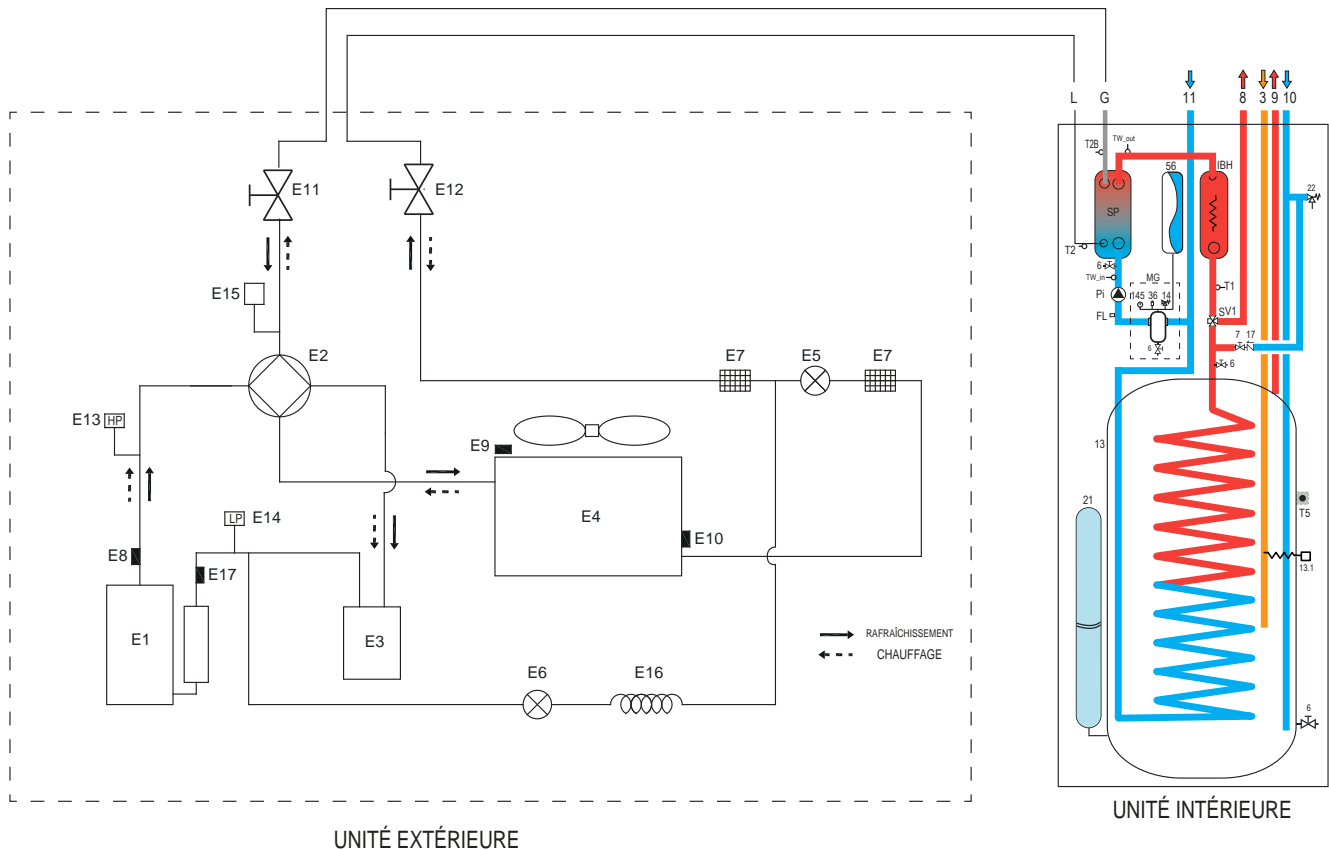 L
G
11
8
3
9
10
T2B
TW_out
56
IBH
22
E11
E12
SP
T2
6
TW_in
MG
T1
E15
Pi
145
36
14
SV1
FL
E2
6
7
17
6
E7
E5
E7
E13
HP
13
E9
E4
E14
LP
21
T5
E8
E10
E17
13.1
E1
E3
RAFRAÎCHISSEMENT
CHAUFFAGE
E6
E16
6
UNITÉ INTÉRIEURE
UNITÉ EXTÉRIEURE